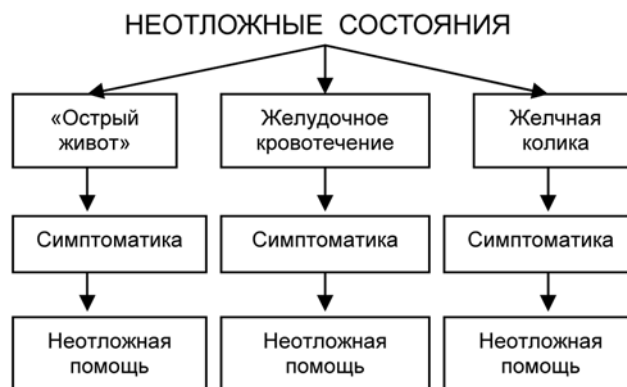 НЕОТЛОЖНЫЕ СОСТОЯНИЯ
«Острый
живот»
Желудочное
кровотечение
Желчная
колика
Симптоматика
Симптоматика
Симптоматика
Неотложная
помощь
Неотложная
помощь
Неотложная
помощь